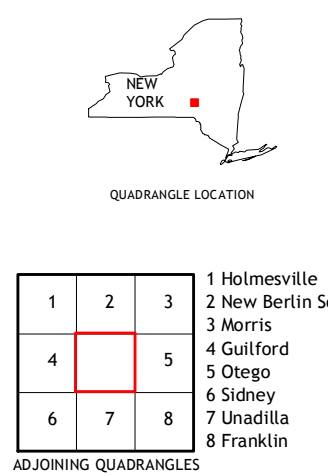 NEW
YORK
QUADRANGLE LOCATION
1 2 3
4 5
6 7 8
1 Holmesville
2 New Berlin
3 Morris
4 Guilford
5 Otego
6 Sidney
7 Unadilla
8 Franklin
ADJOINING QUADRANGLES